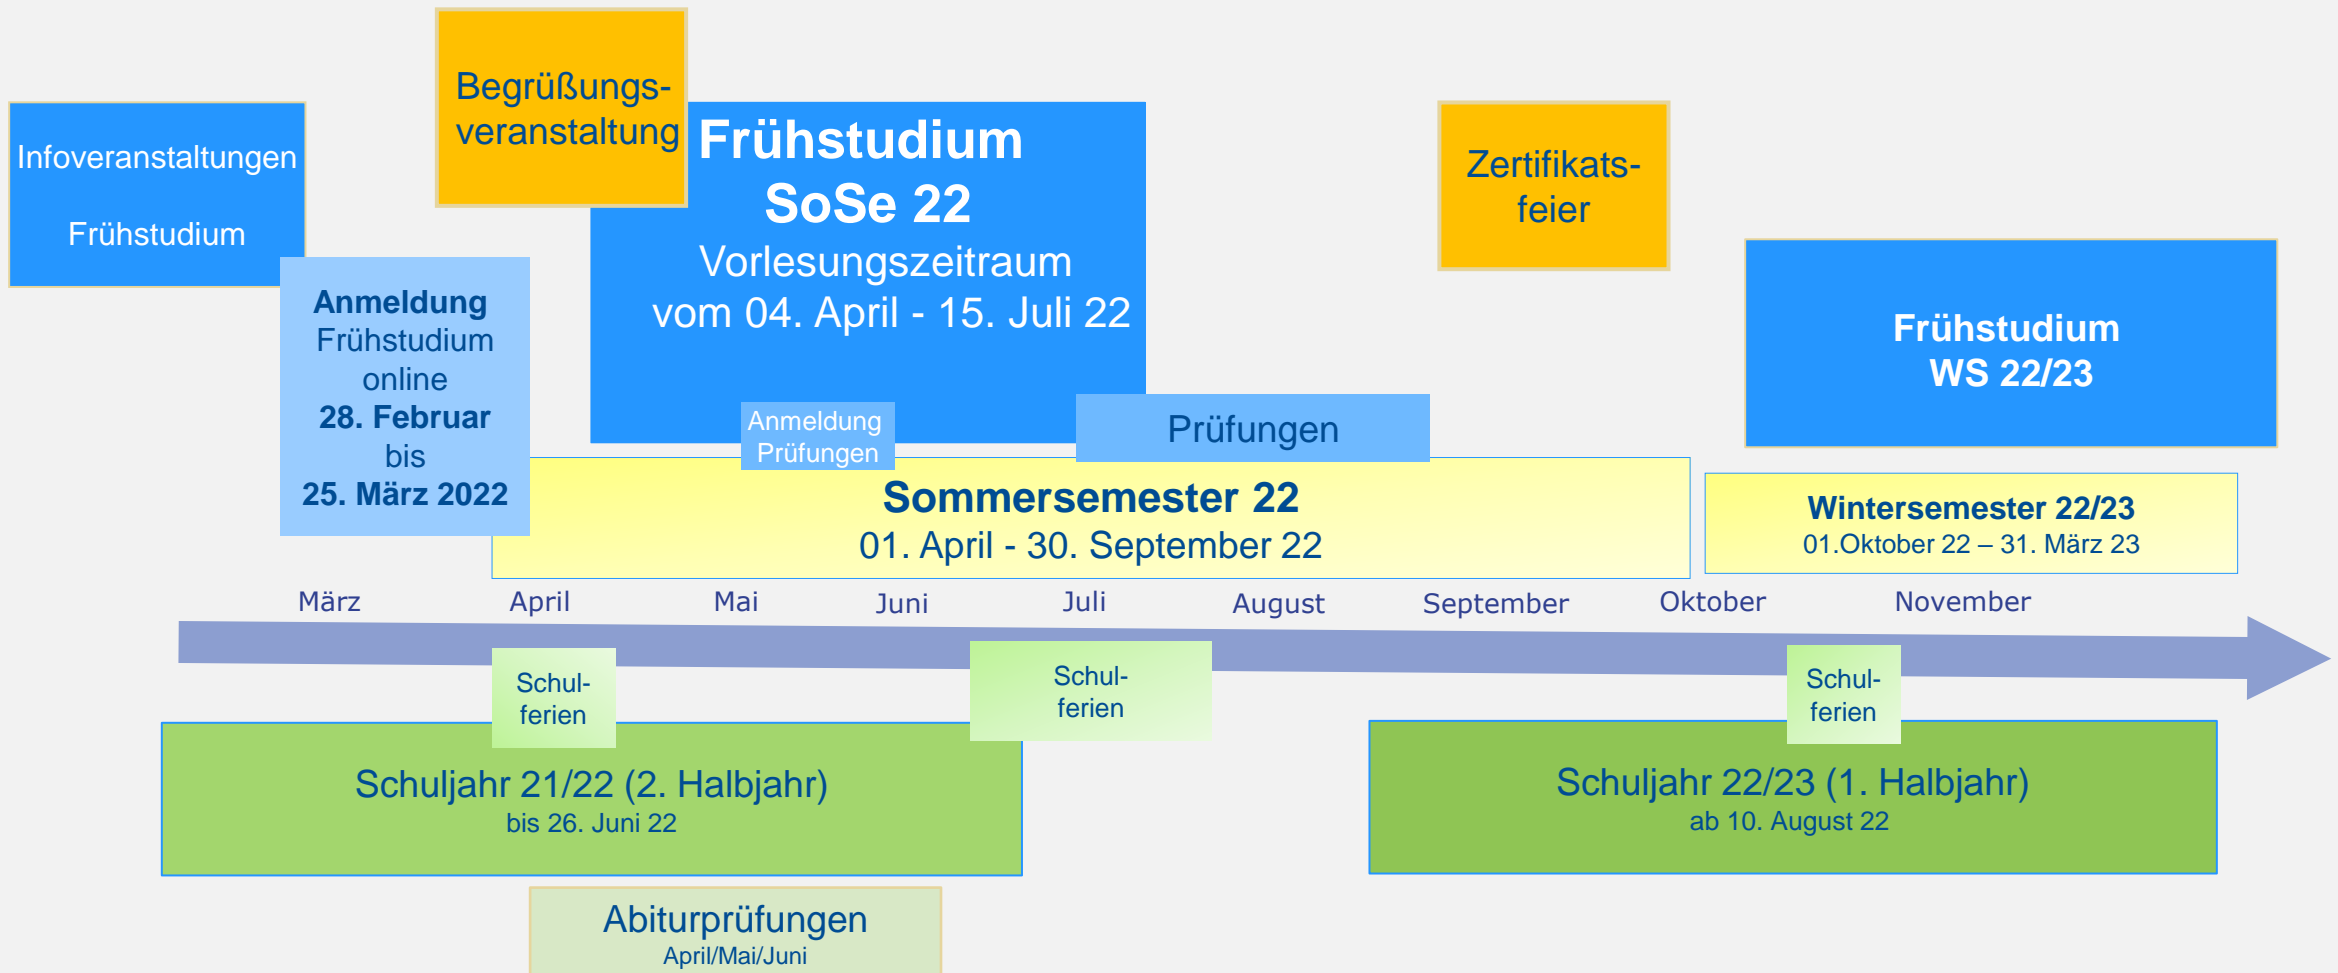 Begrüßungs-
veranstaltung
Infoveranstaltungen
Frühstudium
Frühstudium
SoSe 22
Vorlesungszeitraum
vom 04. April - 15. Juli 22
Zertifikats-
feier
Anmeldung
Frühstudium
online
28. Februar
bis
25. März 2022
Frühstudium
WS 22/23
Anmeldung
Prüfungen
Prüfungen
Sommersemester 22
01. April - 30. September 22
Wintersemester 22/23
01.Oktober 22 – 31. März 23
März April Mai Juni Juli August September Oktober November
Schul-
ferien
Schul-
ferien
Schul-
ferien
Schuljahr 21/22 (2. Halbjahr)
bis 26. Juni 22
Schuljahr 22/23 (1. Halbjahr)
ab 10. August 22
Abiturprüfungen
April/Mai/Juni